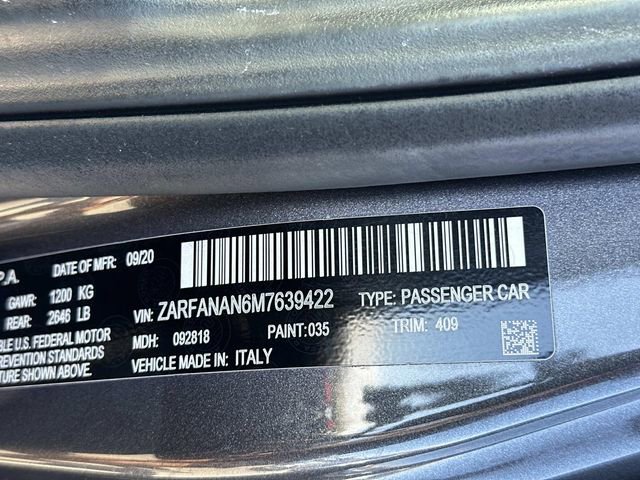 P.A. DATE OF MFR: 09/20
GAWR: 1200 KG
REAR: 2646 LB
BLE U.S. FEDERAL MOTOR
PASSENGER STANDARDS
TURE SHOWN ABOVE.
VIN: ZARFANAN6M7639422 TYPE: PASSENGER CAR
MDH: 092818 PAINT: 035 TRIM: 409
VEHICLE MADE IN: ITALY